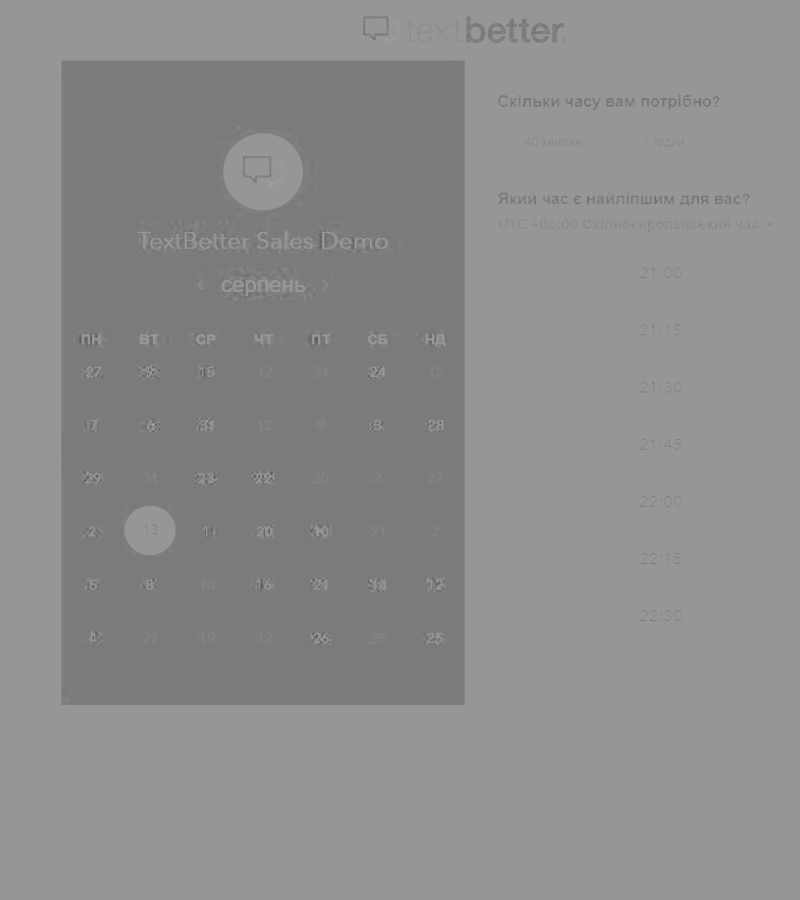 textbetter.
TextBetter Sales Demo
серпень
ПН ВТ СР ЧТ ПТ СБ НД
27 12 31 24 12
7 6 31 12 9 8 28
29 31 23 22 30 2 27
2 13 1 20 10 21 2
5 8 10 16 21 12
4 27 19 12 26 25 25
Скільки часу вам потрібно?
40 хвилин 1 годин
Який час є найліпшим для вас?
UTC +03:00 Східноєвропейський час
21:00
21:15
21:30
21:45
22:00
22:15
22:30